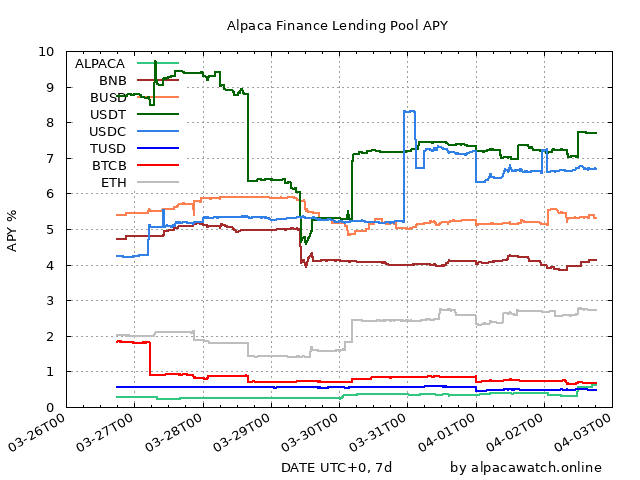 Alpaca Finance Lending Pool APY
10
9
8
7
6
5
4
3
2
1
0
APY %
ALPACA
BNB
BUSD
USDT
USDC
TUSD
BTCB
ETH
03-26T00
03-27T00
03-28T00
03-29T00
03-30T00
03-31T00
04-01T00
04-02T00
04-03T00
DATE UTC+0, 7d
by alpacawatch.online